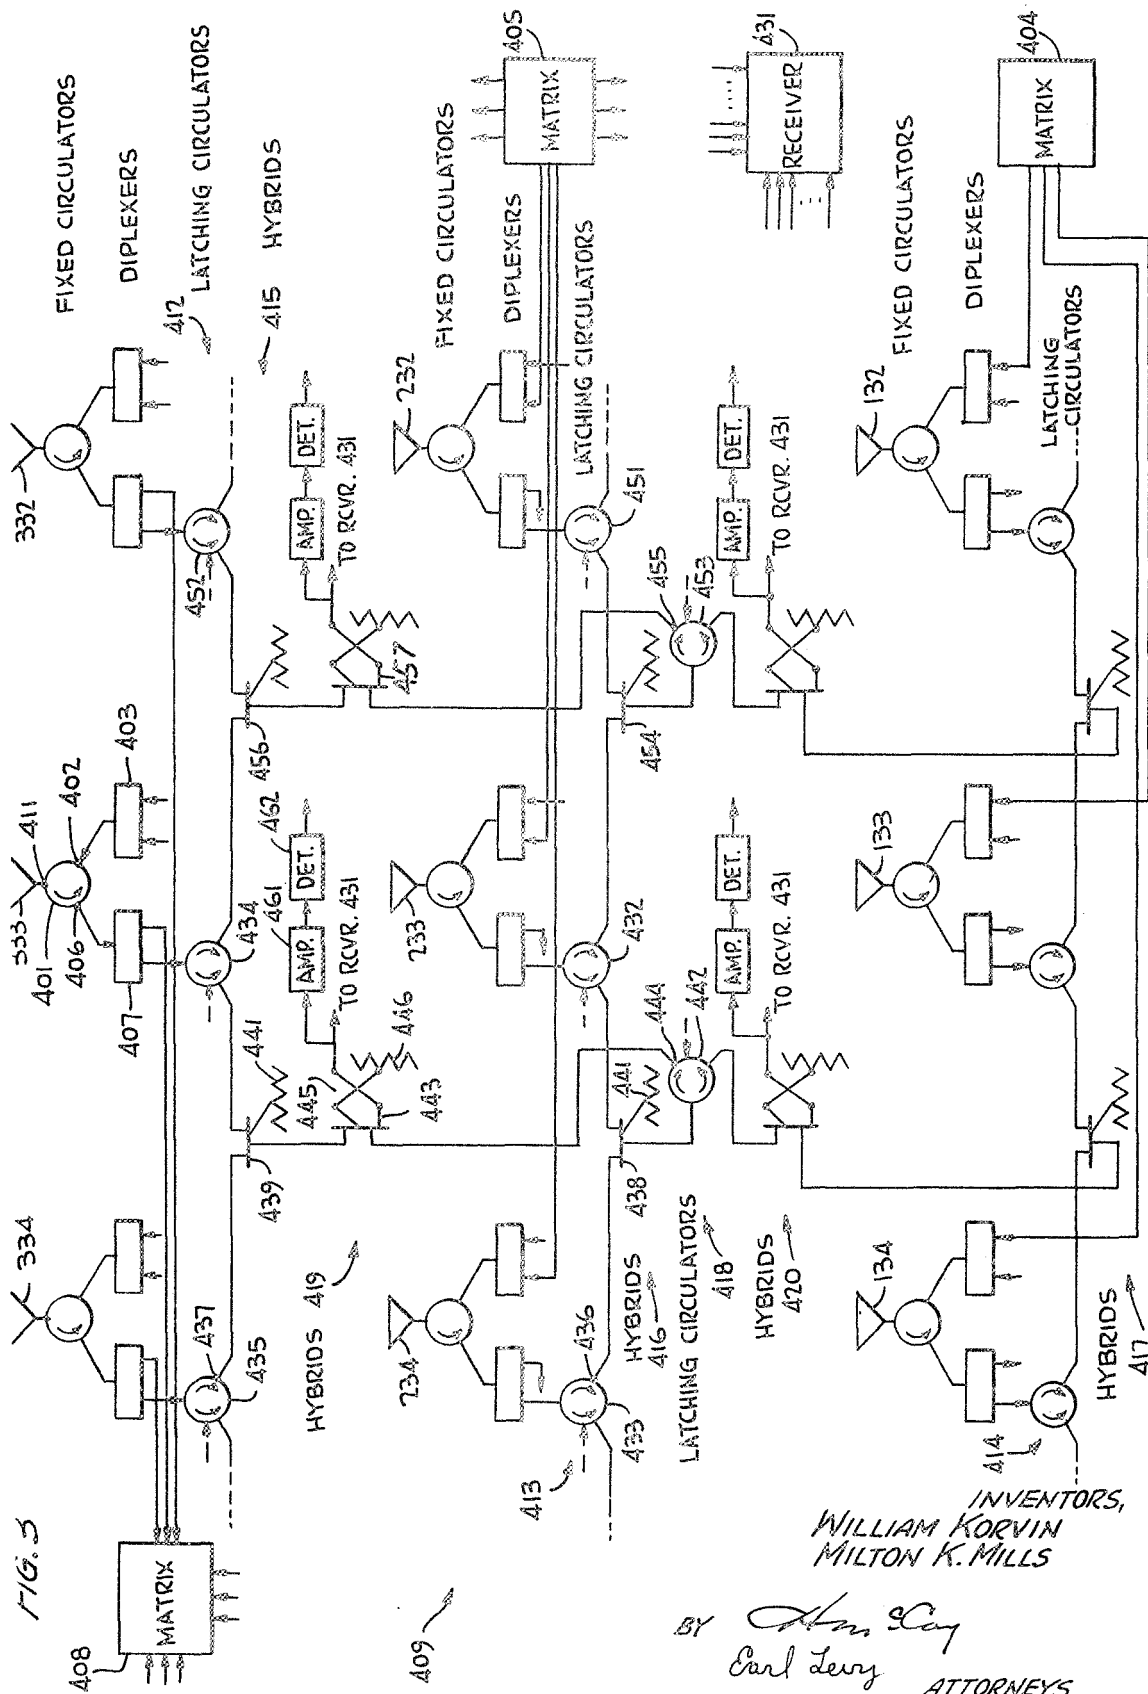 FIG. 5
408
MATRIX
409
334
333
411
401
402
406
403
407
332
FIXED CIRCULATORS
DIPLEXERS
412
LATCHING CIRCULATORS
415 HYBRIDS
437
435
434
452
439
441
456
HYBRIDS 419
445
446
443
461
462
AMP.
DET.
TO RCVR. 431
457
AMP.
DET.
TO RCVR. 431
234
233
232
FIXED CIRCULATORS
DIPLEXERS
LATCHING CIRCULATORS
405
MATRIX
413
436
433
432
451
438
441
454
HYBRIDS
416
LATCHING CIRCULATORS
418
444
442
455
453
HYBRIDS
420
AMP.
DET.
TO RCVR. 431
AMP.
DET.
TO RCVR. 431
431
RECEIVER
134
133
132
FIXED CIRCULATORS
DIPLEXERS
LATCHING
CIRCULATORS
404
MATRIX
414
HYBRIDS
417
INVENTORS,
WILLIAM KORVIN
MILTON K. MILLS
BY
Earl Levy
ATTORNEYS